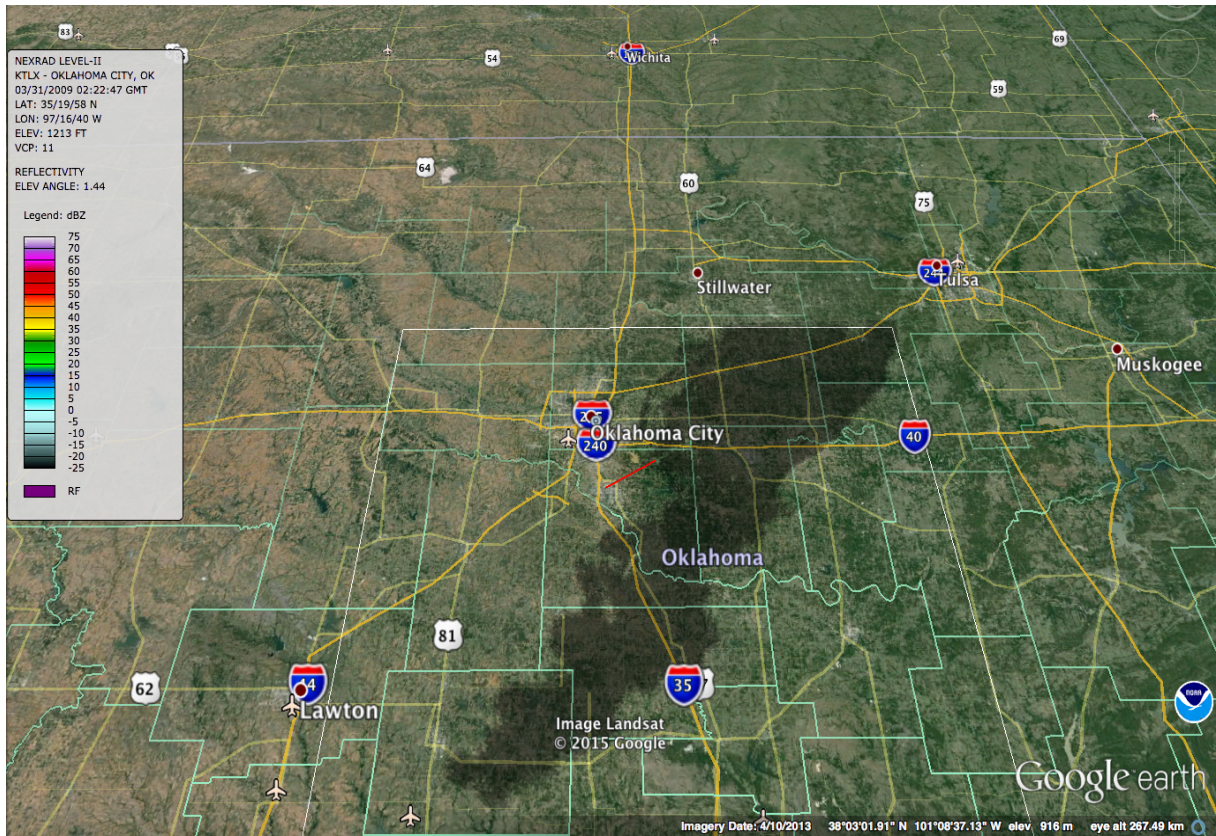 NEXRAD LEVEL-II
KTLX - OKLAHOMA CITY, OK
03/31/2009 02:22:47 GMT
LAT: 35/19/58 N
LON: 97/16/40 W
ELEV: 1213 FT
VCP: 11
REFLECTIVITY
ELEV ANGLE: 1.44
Legend: dBZ
75
70
65
60
55
50
45
40
35
30
25
20
15
10
5
0
-5
-10
-15
-20
-25
RF
83
54
Wichita
69
59
64
60
75
Stillwater
Tulsa
Muskogee
Oklahoma City
240
40
Oklahoma
81
62
44
Lawton
35
Image Landsat
© 2015 Google
NOAA
Google earth
Imagery Date: 4/10/2013 38°03'01.91" N 101°08'37.13" W elev 916 m eye alt 267.49 km